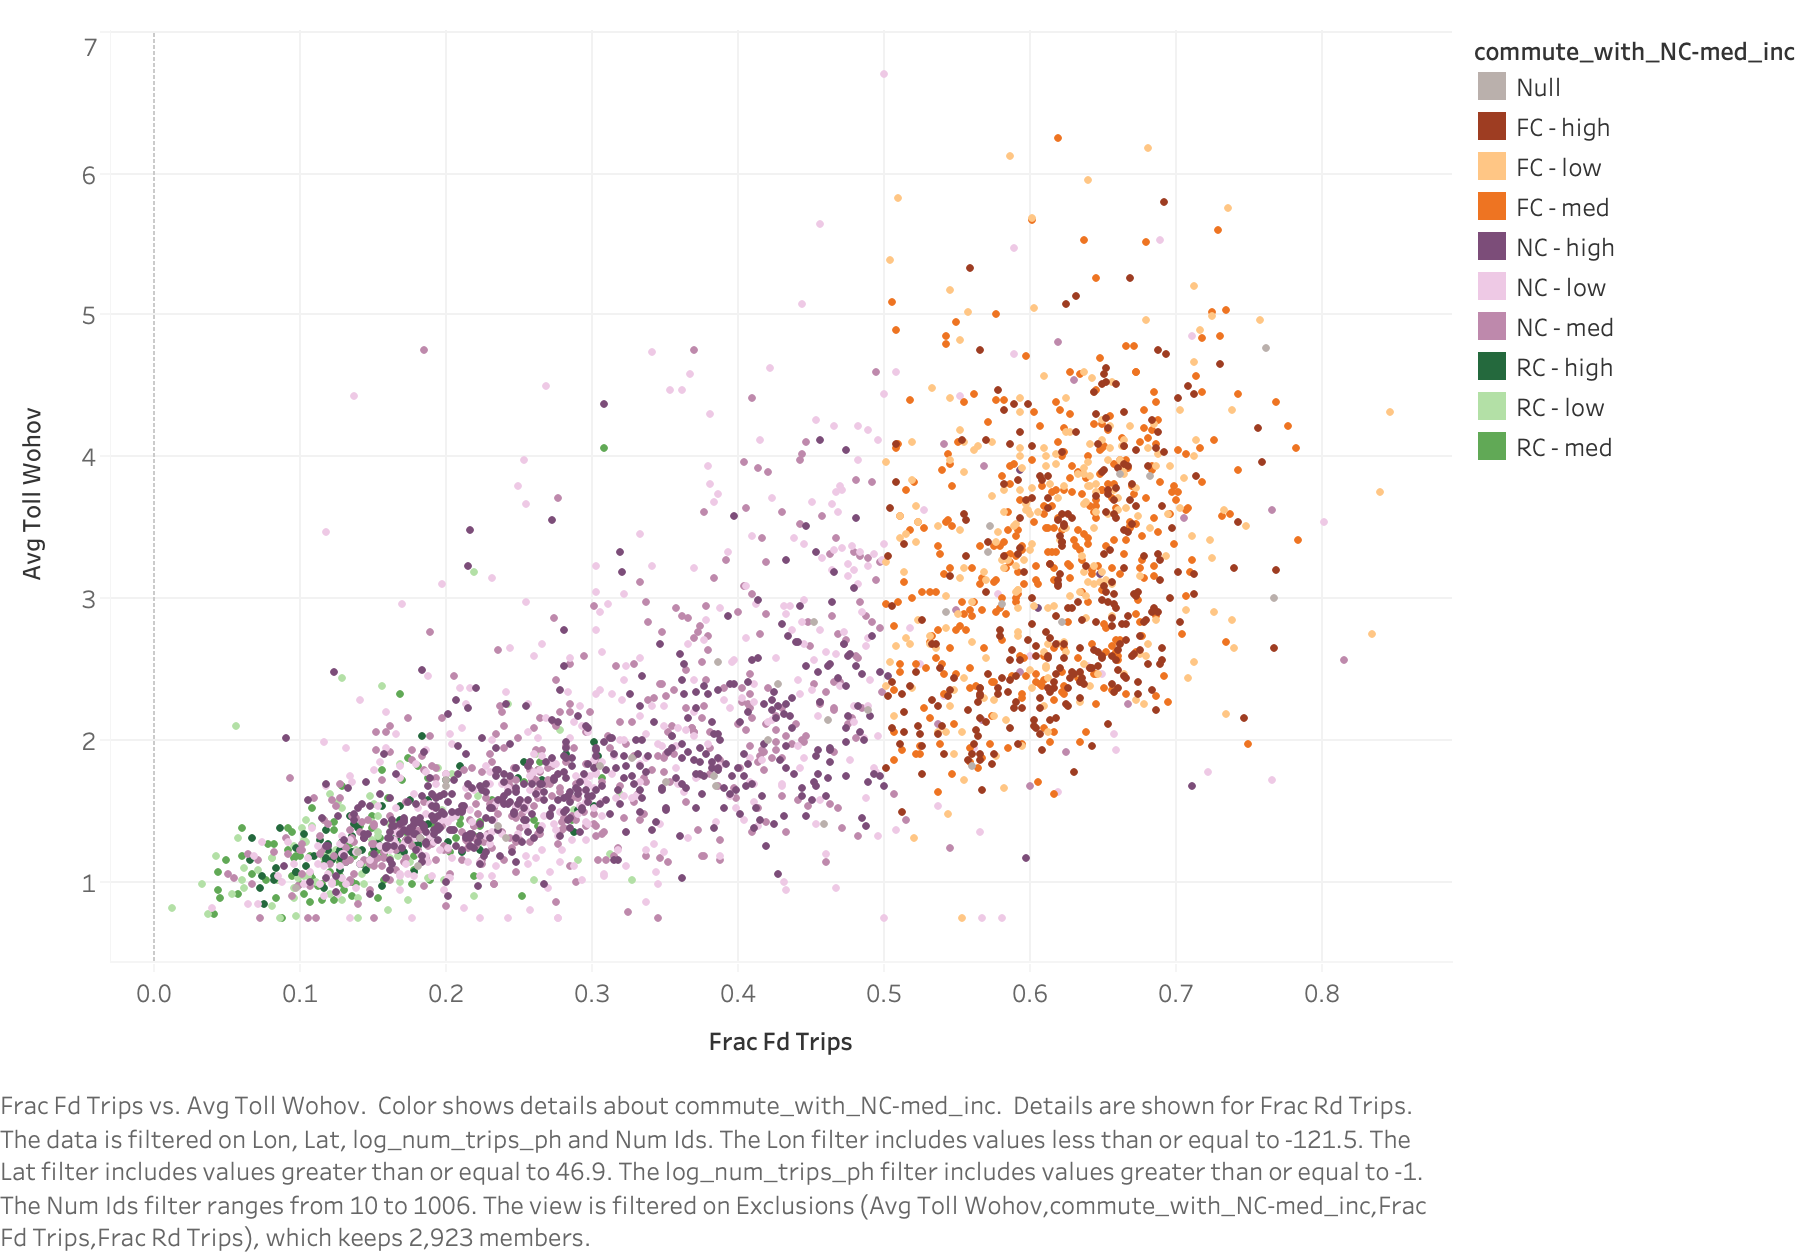 commute_with_NC-med_inc
Null
FC - high
FC - low
FC - med
NC - high
NC - low
NC - med
RC - high
RC - low
RC - med
7
6
5
4
3
2
1
Avg Toll Wohov
0.0 0.1 0.2 0.3 0.4 0.5 0.6 0.7 0.8
Frac Fd Trips
Frac Fd Trips vs. Avg Toll Wohov.  Color shows details about commute_with_NC-med_inc.  Details are shown for Frac Rd Trips.
The data is filtered on Lon, Lat, log_num_trips_ph and Num Ids. The Lon filter includes values less than or equal to -121.5. The
Lat filter includes values greater than or equal to 46.9. The log_num_trips_ph filter includes values greater than or equal to -1.
The Num Ids filter ranges from 10 to 1006. The view is filtered on Exclusions (Avg Toll Wohov,commute_with_NC-med_inc,Frac
Fd Trips,Frac Rd Trips), which keeps 2,923 members.